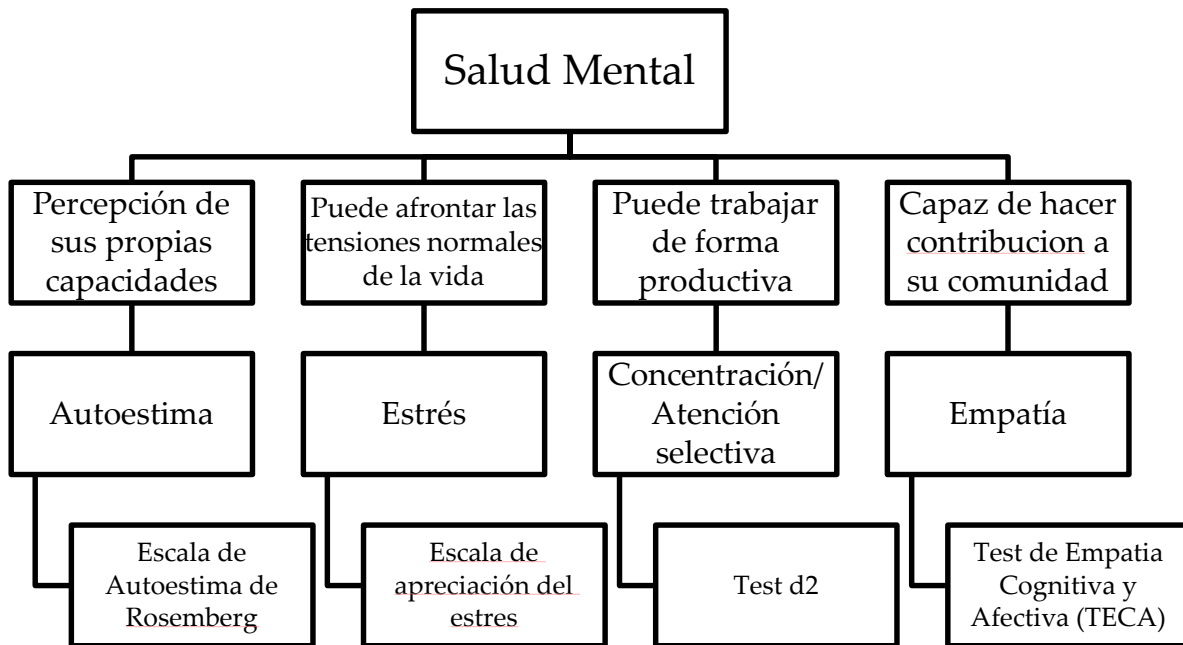 Salud Mental
Percepción de
sus propias
capacidades
Puede afrontar las
tensiones normales
de la vida
Puede trabajar
de forma
productiva
Capaz de hacer
contribucion a
su comunidad
Autoestima
Estrés
Concentración/
Atención
selectiva
Empatía
Escala de
Autoestima de
Rosemberg
Escala de
apreciación del
estres
Test d2
Test de Empatia
Cognitiva y
Afectiva (TECA)